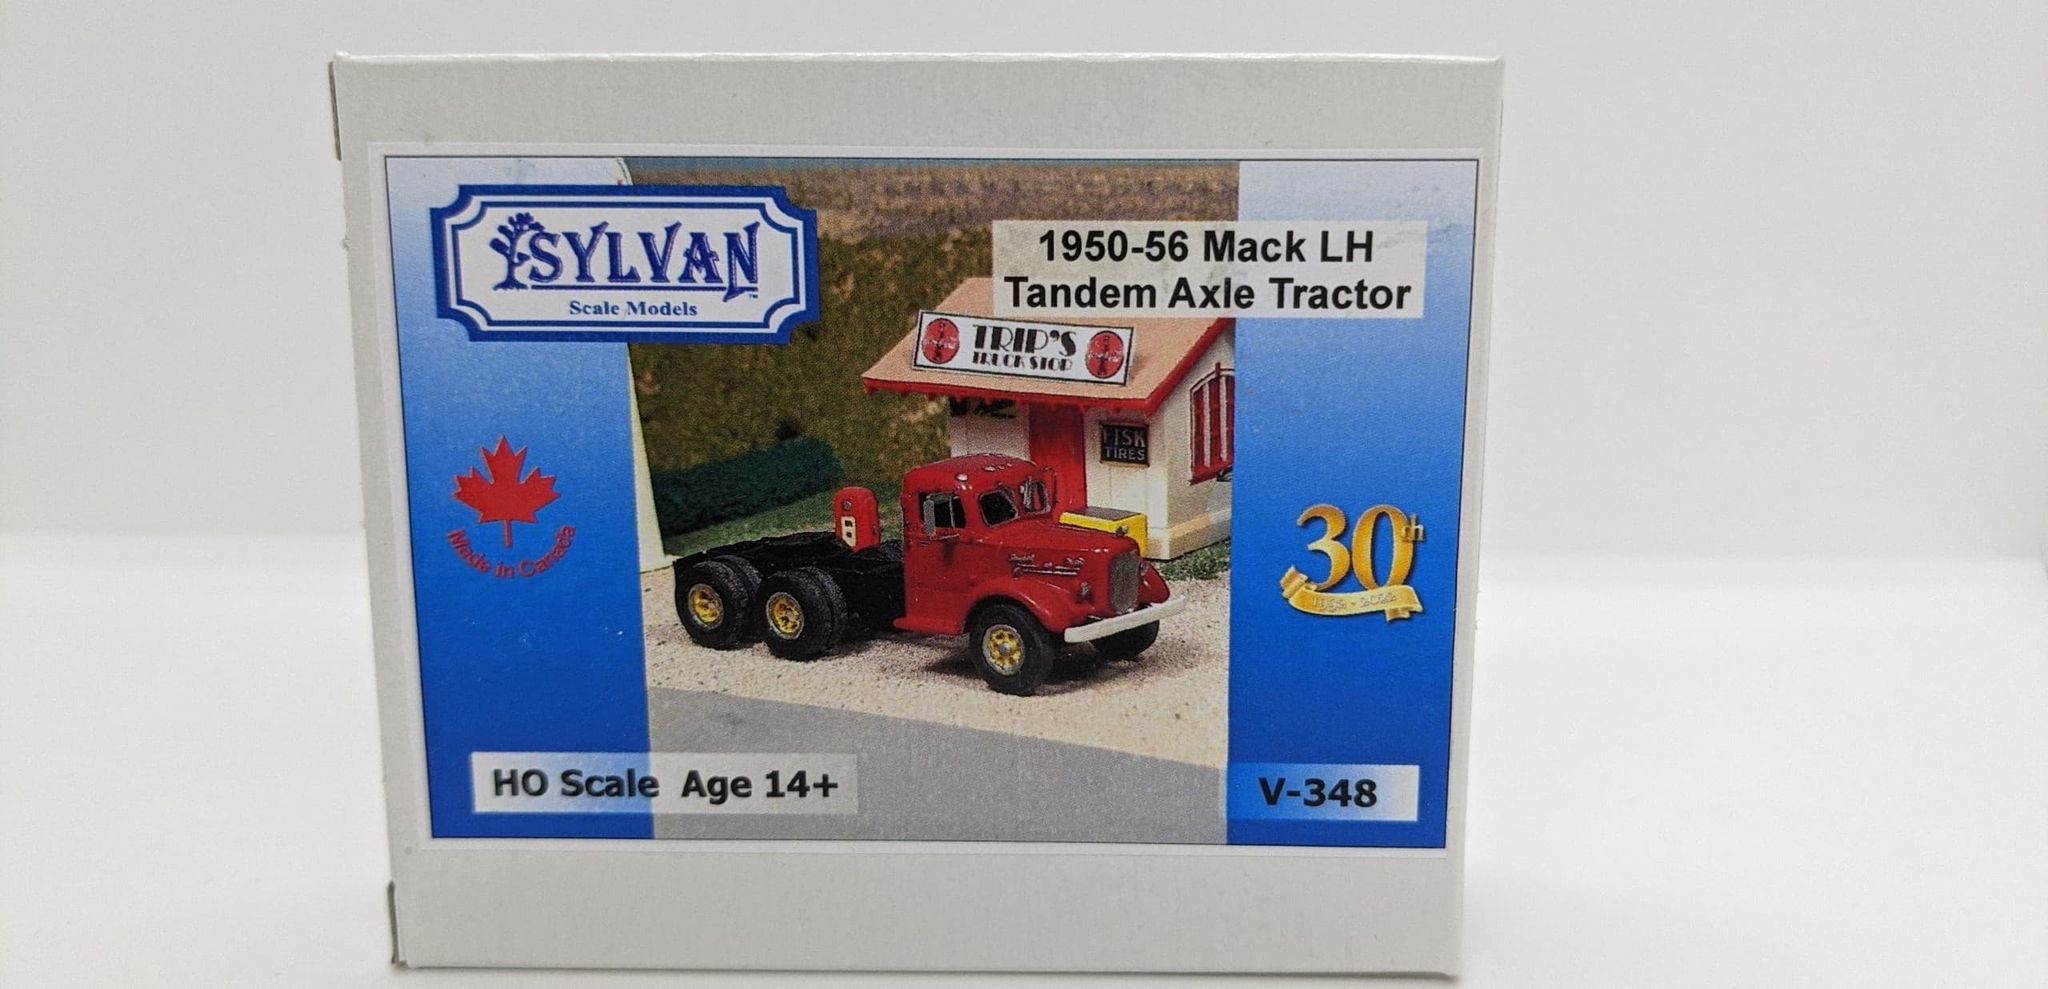 SYLVAN
Scale Models
1950-56 Mack LH
Tandem Axle Tractor
TRIP'S
TRUCK STOP
FISK
TIRES
Made in Canada
30th
HO Scale Age 14+
V-348